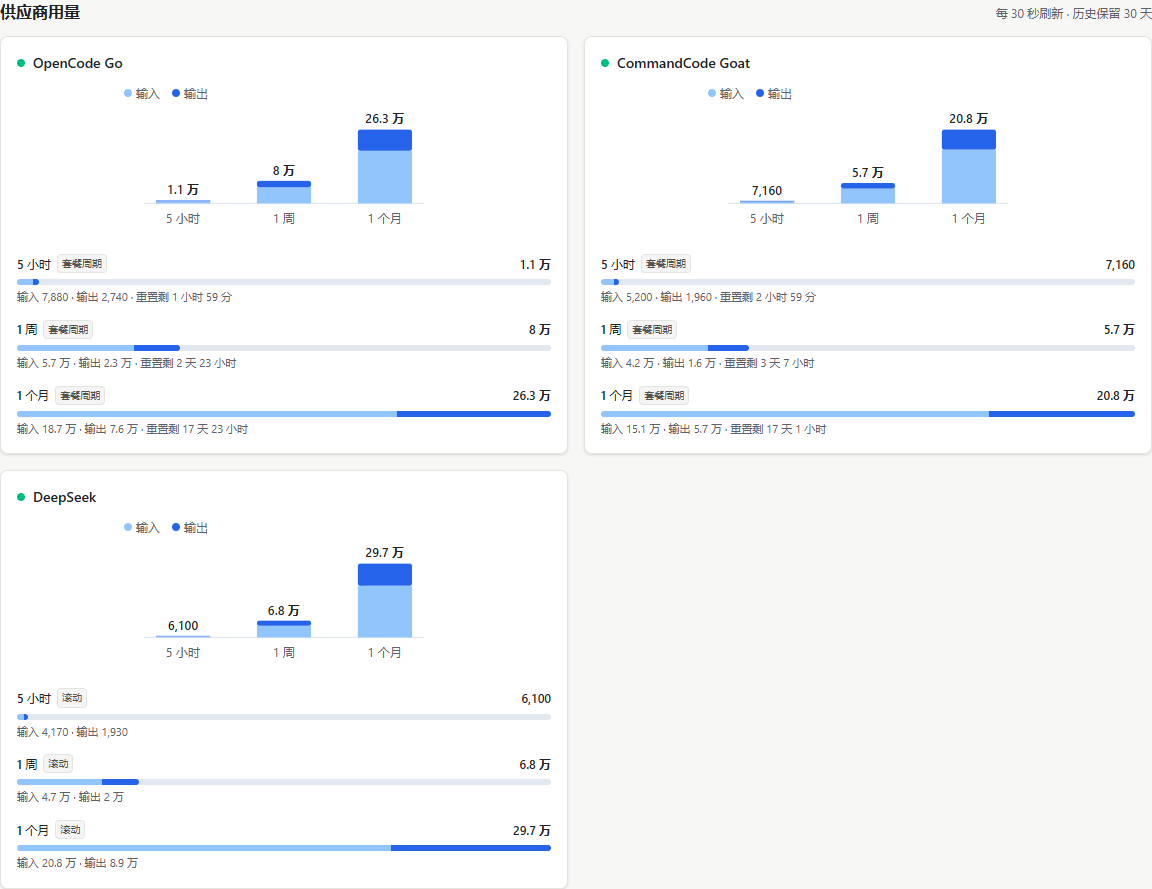 供应商用量
每 30 秒刷新 · 历史保留 30 天
OpenCode Go
输入 输出
1.1 万
8 万
26.3 万
5 小时
1 周
1 个月
5 小时 套餐周期 1.1 万
输入 7,880 · 输出 2,740 · 重置剩 1 小时 59 分
1 周 套餐周期 8 万
输入 5.7 万 · 输出 2.3 万 · 重置剩 2 天 23 小时
1 个月 套餐周期 26.3 万
输入 18.7 万 · 输出 7.6 万 · 重置剩 17 天 23 小时
CommandCode Goat
输入 输出
7,160
5.7 万
20.8 万
5 小时
1 周
1 个月
5 小时 套餐周期 7,160
输入 5,200 · 输出 1,960 · 重置剩 2 小时 59 分
1 周 套餐周期 5.7 万
输入 4.2 万 · 输出 1.6 万 · 重置剩 3 天 7 小时
1 个月 套餐周期 20.8 万
输入 15.1 万 · 输出 5.7 万 · 重置剩 17 天 1 小时
DeepSeek
输入 输出
6,100
6.8 万
29.7 万
5 小时
1 周
1 个月
5 小时 滚动 6,100
输入 4,170 · 输出 1,930
1 周 滚动 6.8 万
输入 4.7 万 · 输出 2 万
1 个月 滚动 29.7 万
输入 20.8 万 · 输出 8.9 万